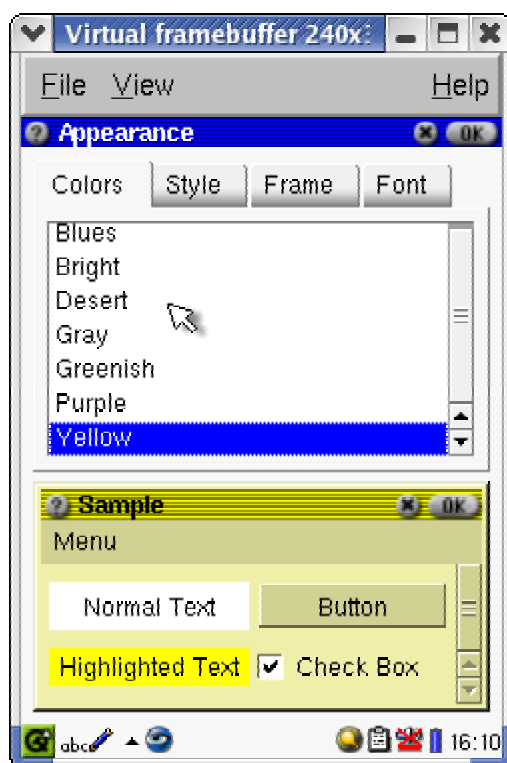 Virtual framebuffer 240x
File View Help
Appearance OK
Colors Style Frame Font
Blues
Bright
Desert
Gray
Greenish
Purple
Yellow
Sample OK
Menu
Normal Text Button
Highlighted Text Check Box
abc 16:10